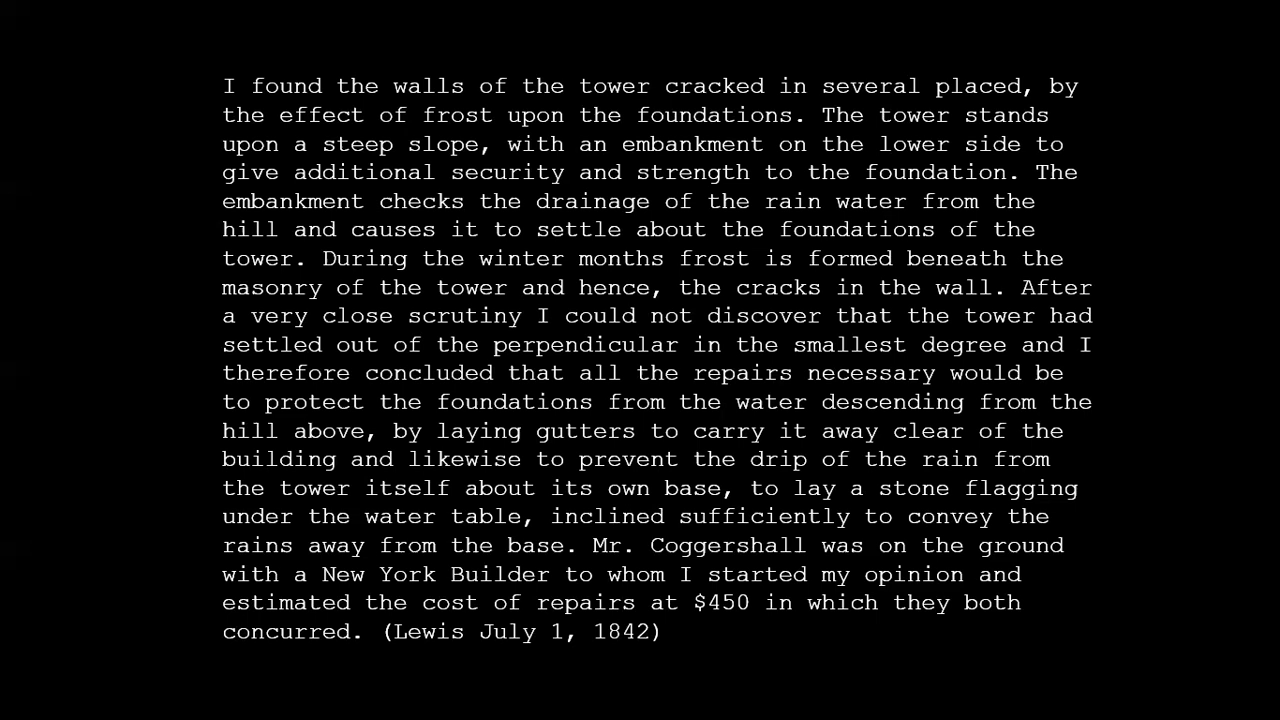 I found the walls of the tower cracked in several placed, by
the effect of frost upon the foundations. The tower stands
upon a steep slope, with an embankment on the lower side to
give additional security and strength to the foundation. The
embankment checks the drainage of the rain water from the
hill and causes it to settle about the foundations of the
tower. During the winter months frost is formed beneath the
masonry of the tower and hence, the cracks in the wall. After
a very close scrutiny I could not discover that the tower had
settled out of the perpendicular in the smallest degree and I
therefore concluded that all the repairs necessary would be
to protect the foundations from the water descending from the
hill above, by laying gutters to carry it away clear of the
building and likewise to prevent the drip of the rain from
the tower itself about its own base, to lay a stone flagging
under the water table, inclined sufficiently to convey the
rains away from the base. Mr. Coggershall was on the ground
with a New York Builder to whom I started my opinion and
estimated the cost of repairs at $450 in which they both
concurred. (Lewis July 1, 1842)